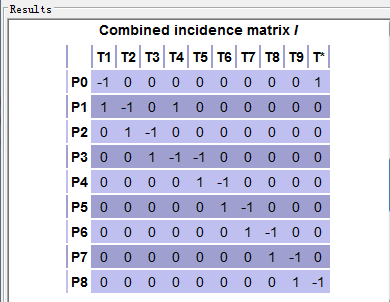 Results
Combined incidence matrix I
T1 T2 T3 T4 T5 T6 T7 T8 T9 T*
P0 -1 0 0 0 0 0 0 0 0 1
P1 1 -1 0 1 0 0 0 0 0 0
P2 0 1 -1 0 0 0 0 0 0 0
P3 0 0 1 -1 -1 0 0 0 0 0
P4 0 0 0 0 1 -1 0 0 0 0
P5 0 0 0 0 0 1 -1 0 0 0
P6 0 0 0 0 0 0 1 -1 0 0
P7 0 0 0 0 0 0 0 1 -1 0
P8 0 0 0 0 0 0 0 0 1 -1